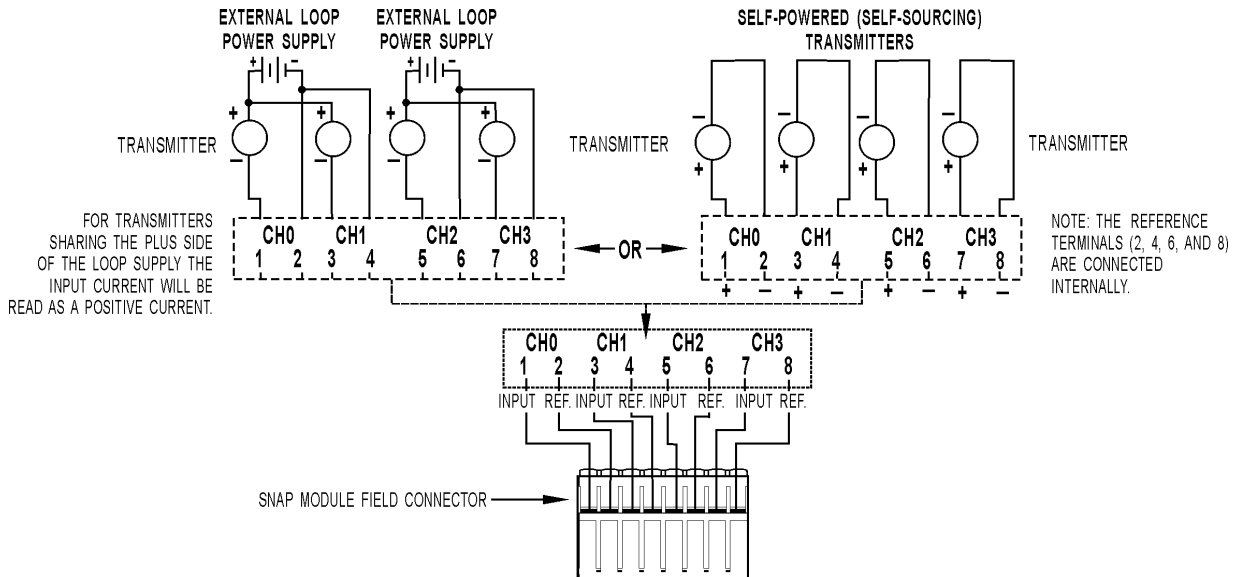 EXTERNAL LOOP
POWER SUPPLY
EXTERNAL LOOP
POWER SUPPLY
+ −
+ −
+ +
+ +
TRANSMITTER
− −
− −
FOR TRANSMITTERS
SHARING THE PLUS SIDE
OF THE LOOP SUPPLY THE
INPUT CURRENT WILL BE
READ AS A POSITIVE CURRENT.
CH0 CH1 CH2 CH3
1 2 3 4 5 6 7 8
OR
SELF-POWERED (SELF-SOURCING)
TRANSMITTERS
− − − −
TRANSMITTER
TRANSMITTER
+ + + +
CH0 CH1 CH2 CH3
1 2 3 4 5 6 7 8
+ − + − + − + −
NOTE: THE REFERENCE
TERMINALS (2, 4, 6, AND 8)
ARE CONNECTED
INTERNALLY.
CH0 CH1 CH2 CH3
1 2 3 4 5 6 7 8
INPUT REF. INPUT REF. INPUT REF. INPUT REF.
SNAP MODULE FIELD CONNECTOR